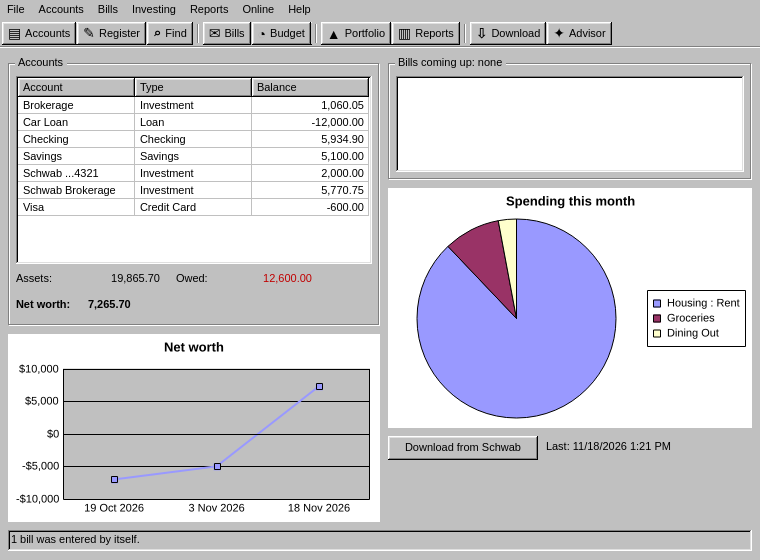 File Accounts Bills Investing Reports Online Help
Accounts Register Find Bills Budget Portfolio Reports Download Advisor
Accounts
Account Type Balance
Brokerage Investment 1,060.05
Car Loan Loan -12,000.00
Checking Checking 5,934.90
Savings Savings 5,100.00
Schwab ...4321 Investment 2,000.00
Schwab Brokerage Investment 5,770.75
Visa Credit Card -600.00
Assets: 19,865.70 Owed: 12,600.00
Net worth: 7,265.70
Net worth
$10,000
$5,000
$0
-$5,000
-$10,000
19 Oct 2026 3 Nov 2026 18 Nov 2026
Bills coming up: none
Spending this month
Housing : Rent
Groceries
Dining Out
Download from Schwab Last: 11/18/2026 1:21 PM
1 bill was entered by itself.